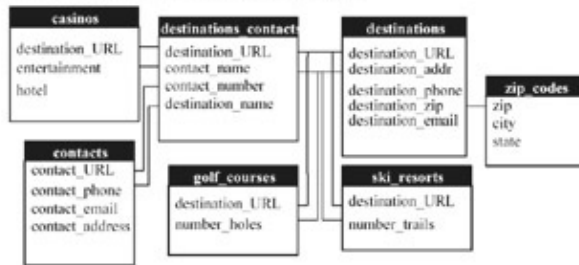 casinos
destination_URL
entertainment
hotel
destinations_contacts
destination_URL
contact_name
contact_number
destination_name
destinations
destination_URL
destination_addr
destination_phone
destination_zip
destination_email
zip_codes
zip
city
state
contacts
contact_URL
contact_phone
contact_email
contact_address
golf_courses
destination_URL
number_holes
ski_resorts
destination_URL
number_trails